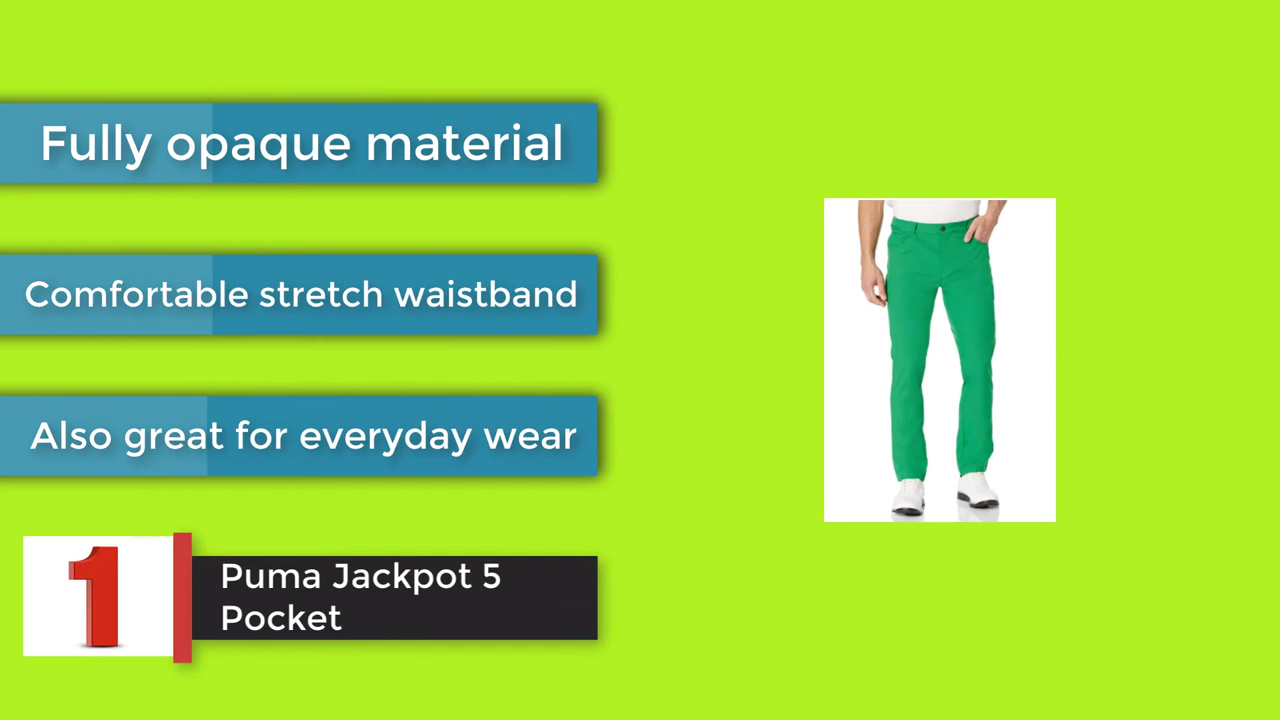 Fully opaque material
Comfortable stretch waistband
Also great for everyday wear
1
Puma Jackpot 5
Pocket